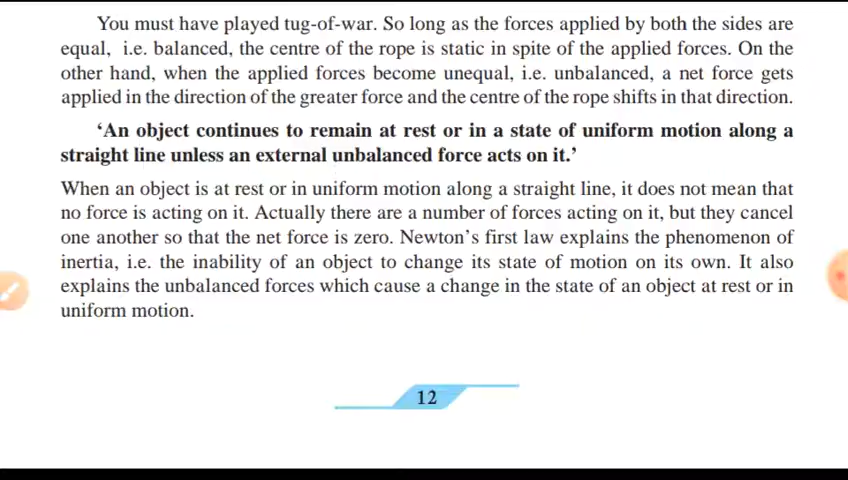 You must have played tug-of-war. So long as the forces applied by both the sides are
equal, i.e. balanced, the centre of the rope is static in spite of the applied forces. On the
other hand, when the applied forces become unequal, i.e. unbalanced, a net force gets
applied in the direction of the greater force and the centre of the rope shifts in that direction.
‘An object continues to remain at rest or in a state of uniform motion along a
straight line unless an external unbalanced force acts on it.’
When an object is at rest or in uniform motion along a straight line, it does not mean that
no force is acting on it. Actually there are a number of forces acting on it, but they cancel
one another so that the net force is zero. Newton’s first law explains the phenomenon of
inertia, i.e. the inability of an object to change its state of motion on its own. It also
explains the unbalanced forces which cause a change in the state of an object at rest or in
uniform motion.
12